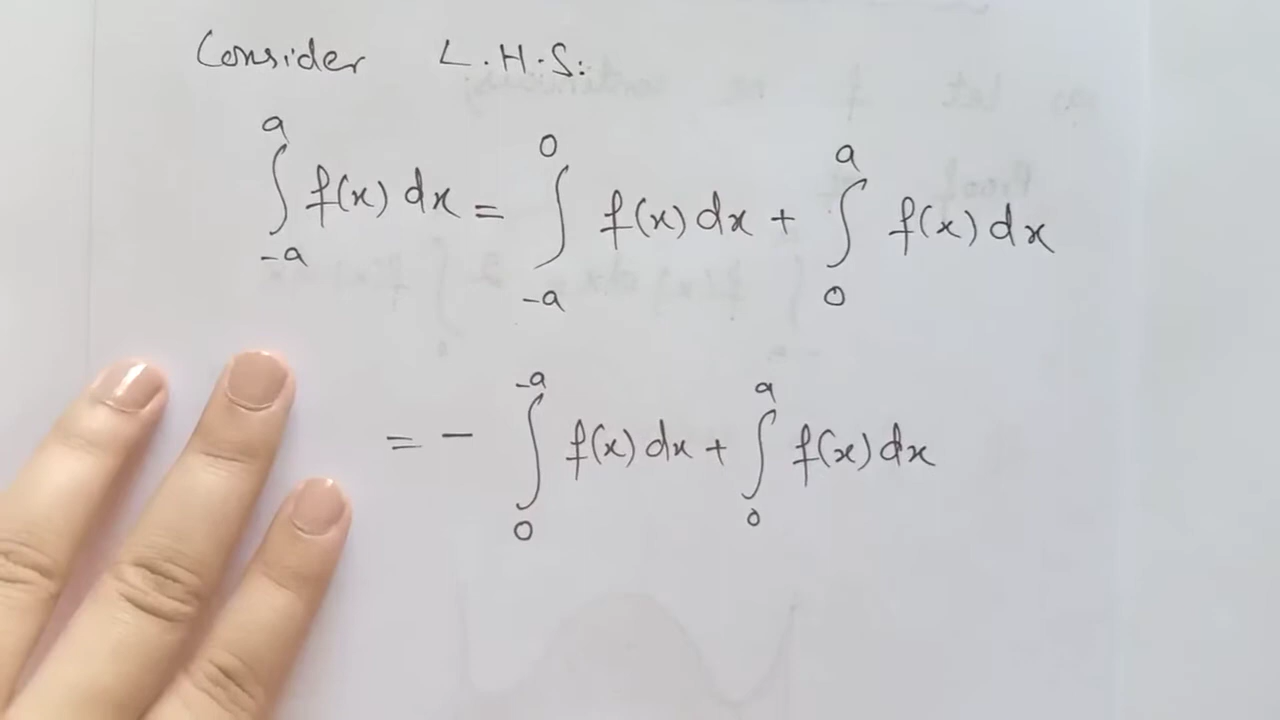 Consider L.H.S:
∫_{-a}^{a} f(x) dx = ∫_{-a}^{0} f(x) dx + ∫_{0}^{a} f(x) dx
= - ∫_{0}^{-a} f(x) dx + ∫_{0}^{a} f(x) dx